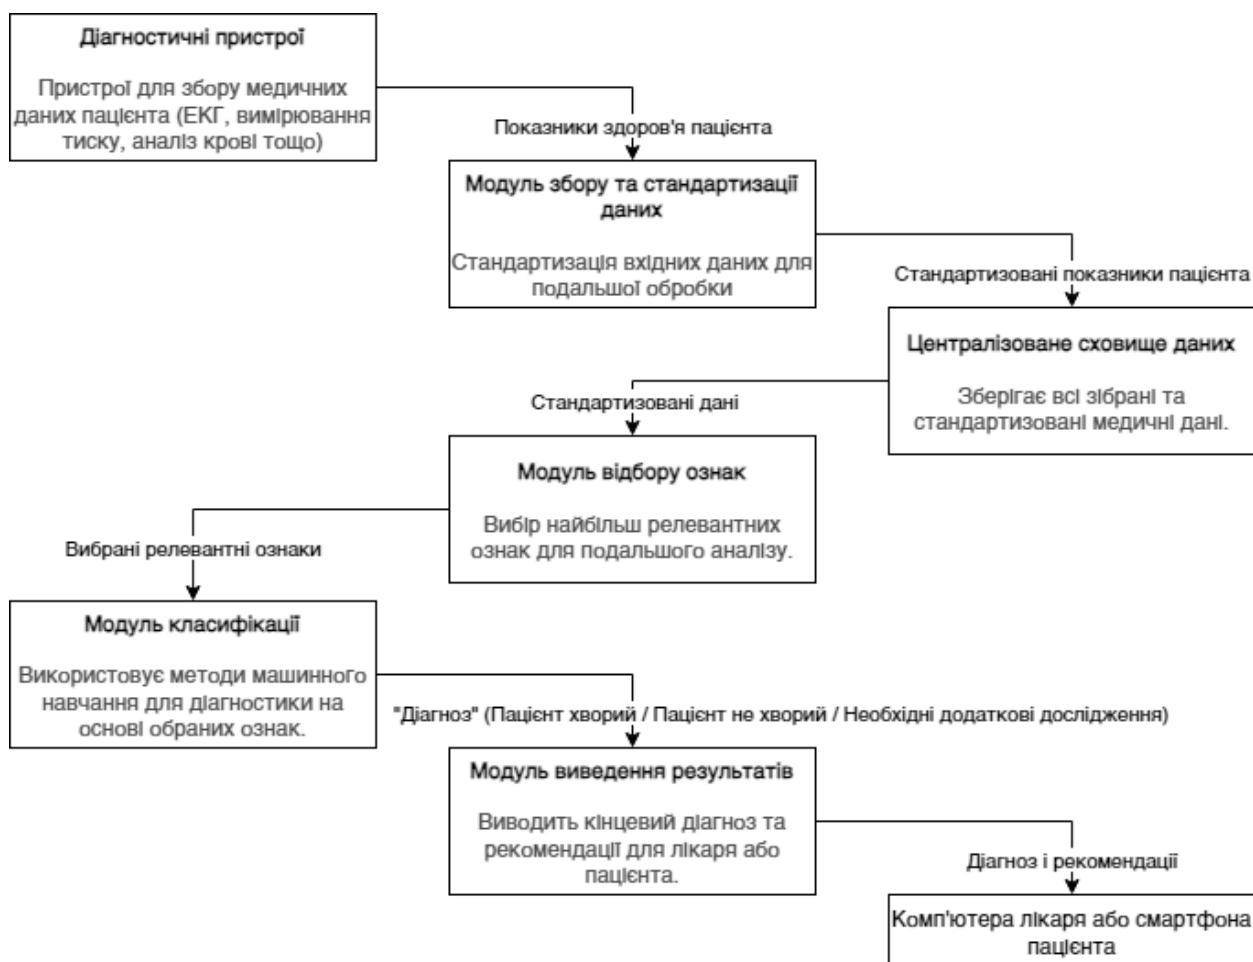 Діагностичні пристрої
Пристрої для збору медичних
даних пацієнта (ЕКГ, вимірювання
тиску, аналіз крові тощо)
Показники здоров'я пацієнта
Модуль збору та стандартизації
даних
Стандартизація вхідних даних для
подальшої обробки
Стандартизовані показники пацієнта
Централізоване сховище даних
Зберігає всі зібрані та
стандартизовані медичні дані.
Стандартизовані дані
Модуль відбору ознак
Вибір найбільш релевантних
ознак для подальшого аналізу.
Вибрані релевантні ознаки
Модуль класифікації
Використовує методи машинного
навчання для діагностики на
основі обраних ознак.
"Діагноз" (Пацієнт хворий / Пацієнт не хворий / Необхідні додаткові дослідження)
Модуль виведення результатів
Виводить кінцевий діагноз та
рекомендації для лікаря або
пацієнта.
Діагноз і рекомендації
Комп'ютера лікаря або смартфона
пацієнта